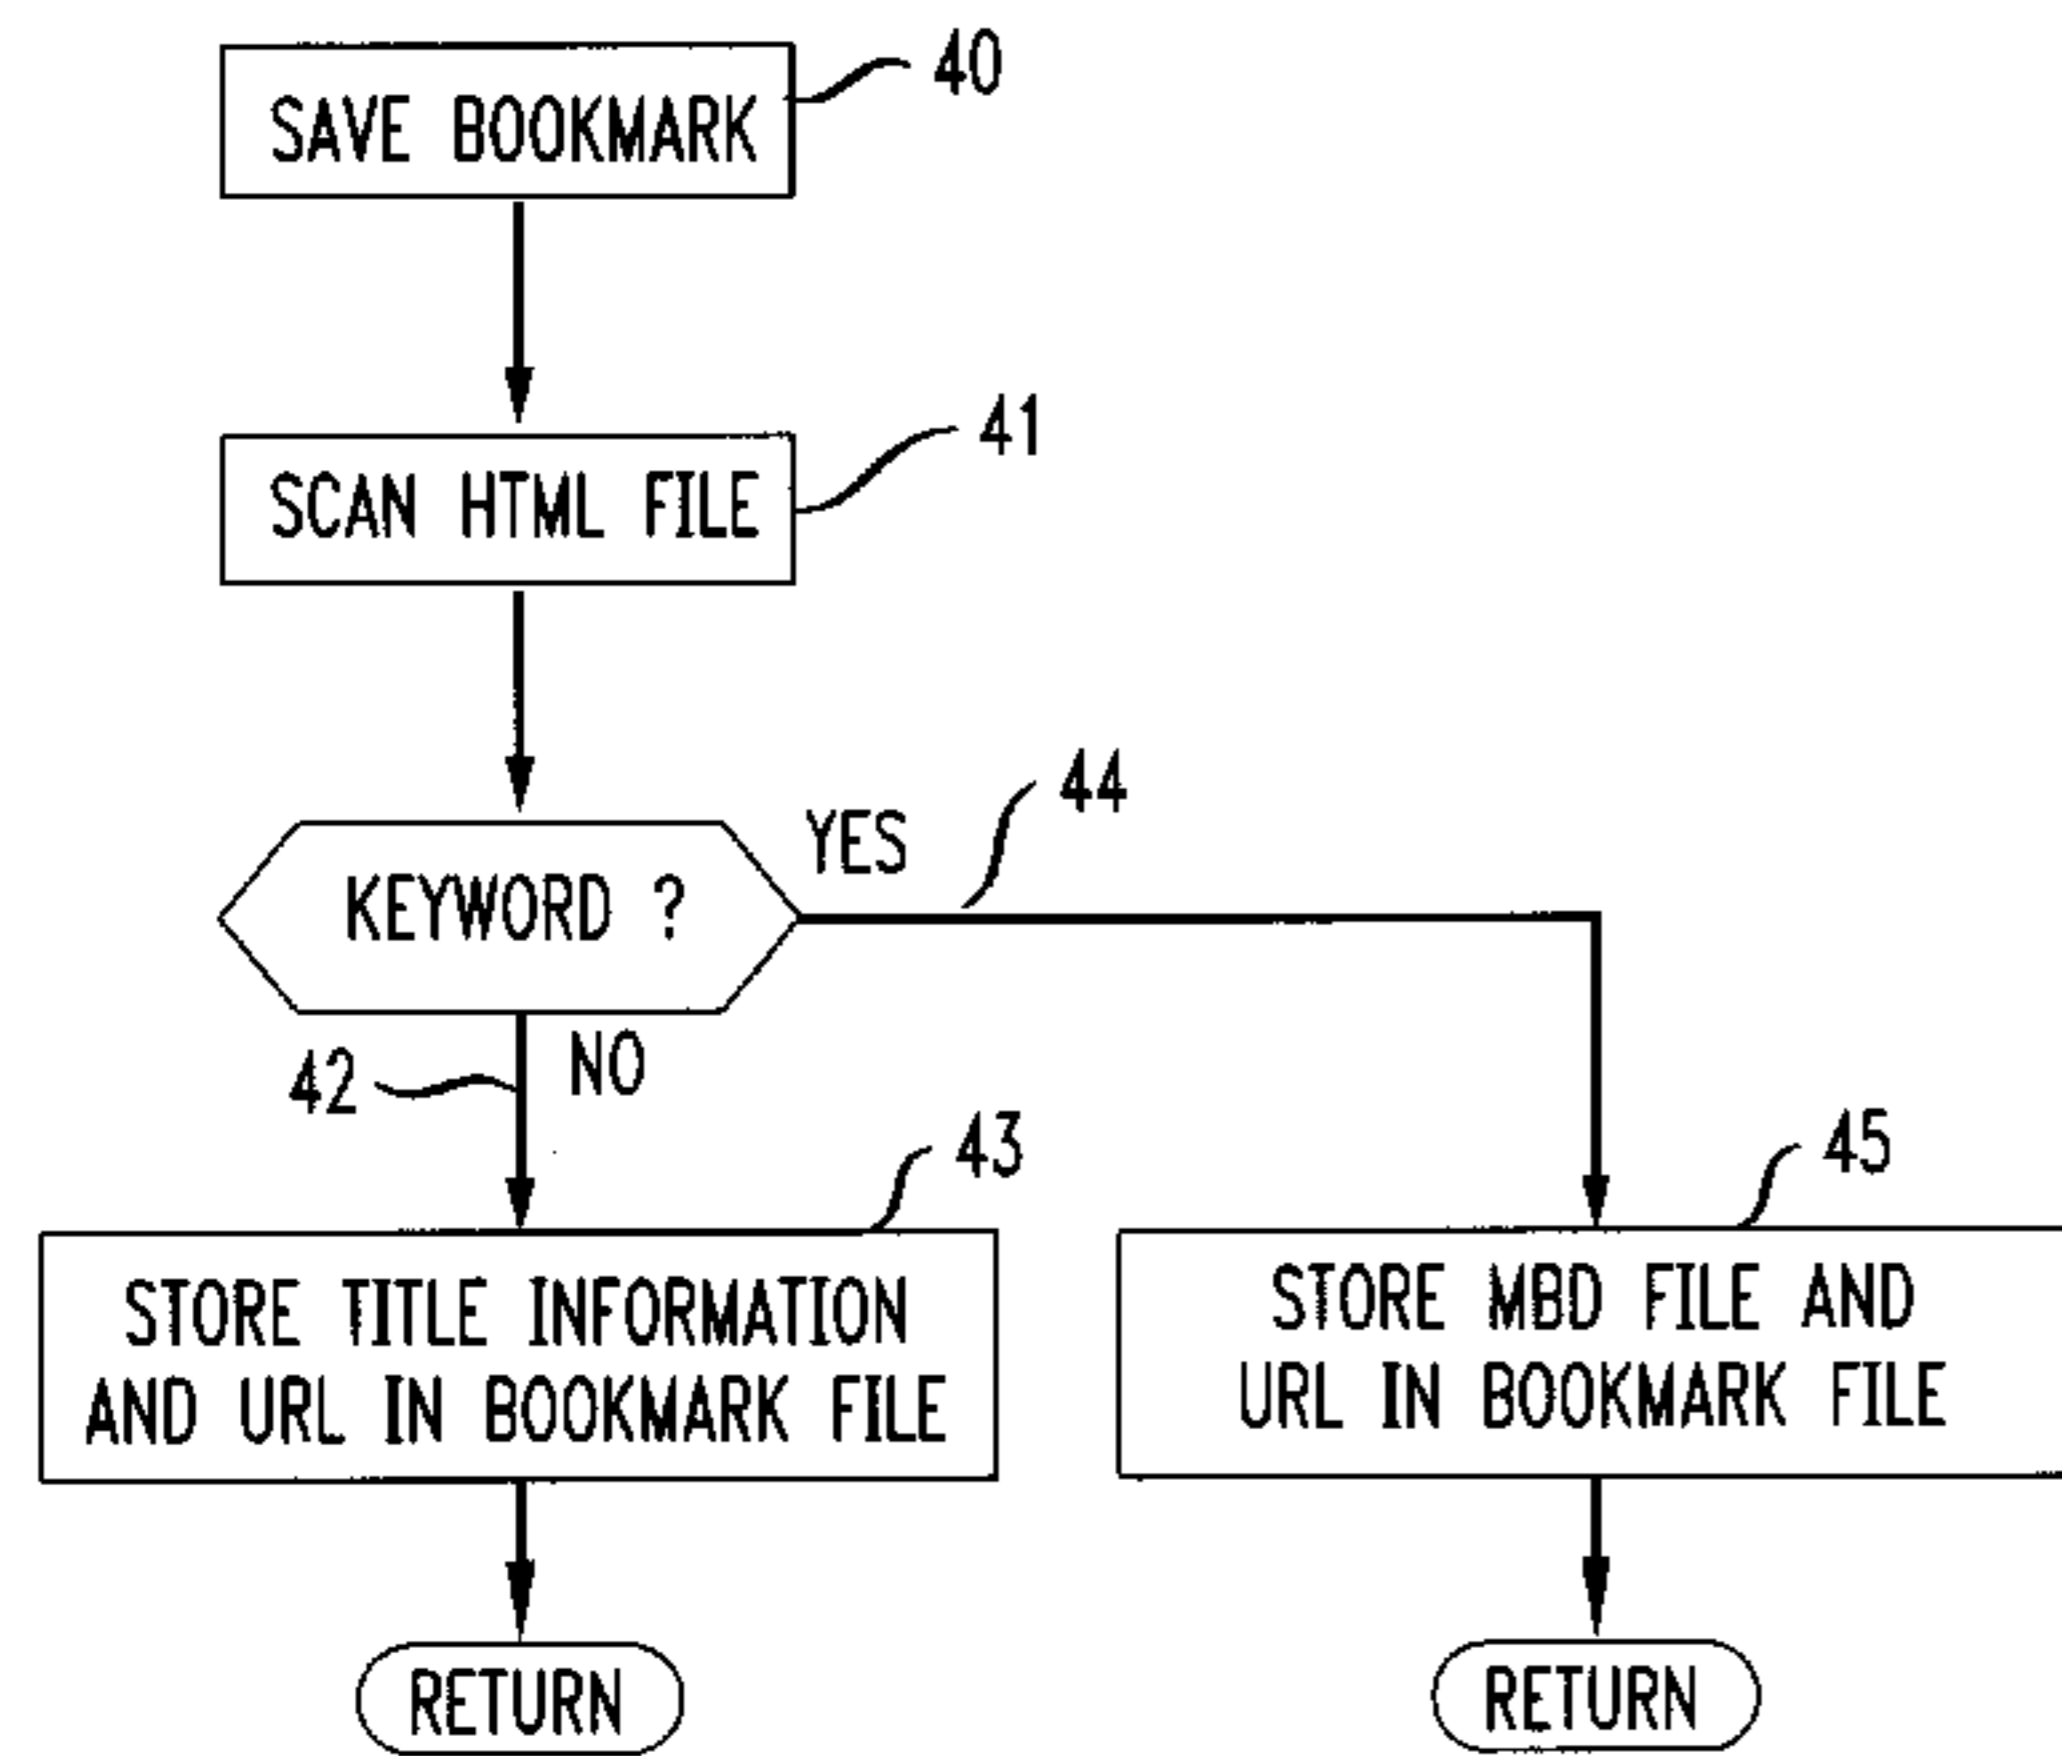 40
SAVE BOOKMARK
41
SCAN HTML FILE
44
YES
KEYWORD ?
NO
42
43
45
STORE TITLE INFORMATION
AND URL IN BOOKMARK FILE
STORE MBD FILE AND
URL IN BOOKMARK FILE
RETURN
RETURN